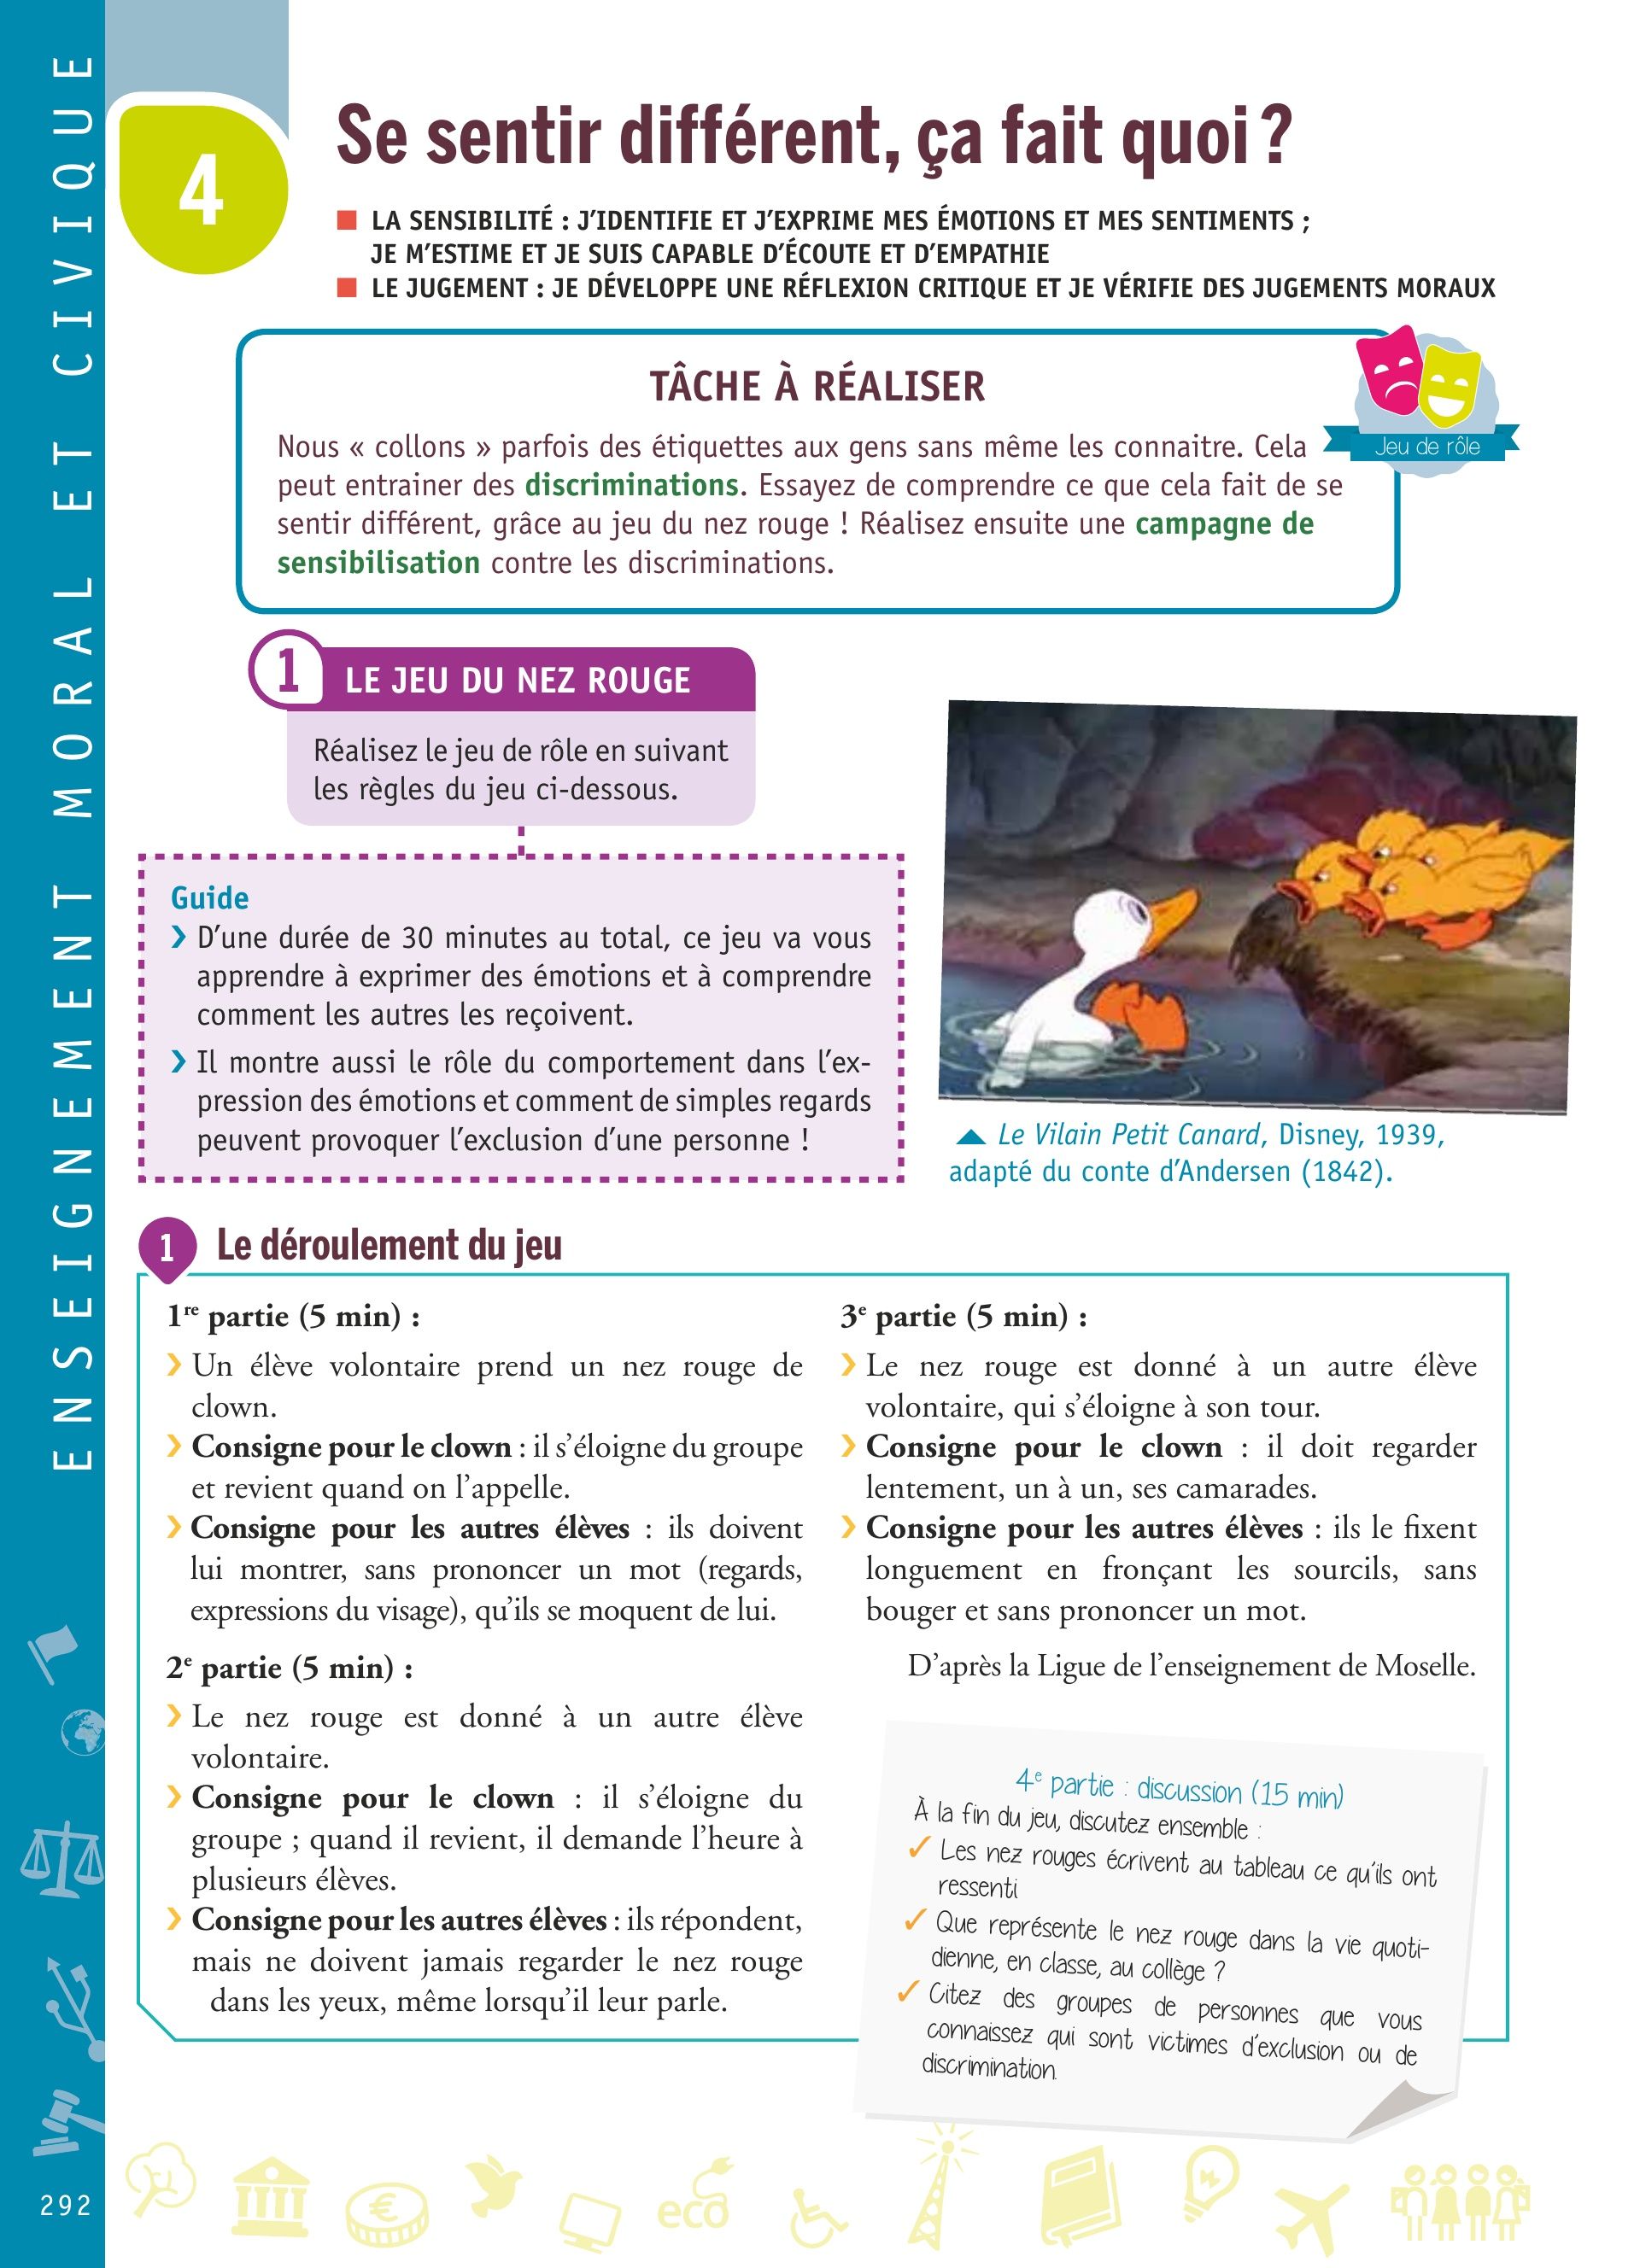 ENSEIGNEMENT MORAL ET CIVIQUE
4
Se sentir différent, ça fait quoi ?
■ LA SENSIBILITÉ : J’IDENTIFIE ET J’EXPRIME MES ÉMOTIONS ET MES SENTIMENTS ;
JE M’ESTIME ET JE SUIS CAPABLE D’ÉCOUTE ET D’EMPATHIE
■ LE JUGEMENT : JE DÉVELOPPE UNE RÉFLEXION CRITIQUE ET JE VÉRIFIE DES JUGEMENTS MORAUX
TÂCHE À RÉALISER
Nous « collons » parfois des étiquettes aux gens sans même les connaitre. Cela
peut entrainer des discriminations. Essayez de comprendre ce que cela fait de se
sentir différent, grâce au jeu du nez rouge ! Réalisez ensuite une campagne de
sensibilisation contre les discriminations.
Jeu de rôle
1
LE JEU DU NEZ ROUGE
Réalisez le jeu de rôle en suivant
les règles du jeu ci-dessous.
Guide
› D’une durée de 30 minutes au total, ce jeu va vous
apprendre à exprimer des émotions et à comprendre
comment les autres les reçoivent.
› Il montre aussi le rôle du comportement dans l’ex-
pression des émotions et comment de simples regards
peuvent provoquer l’exclusion d’une personne !
▲ Le Vilain Petit Canard, Disney, 1939,
adapté du conte d’Andersen (1842).
1
Le déroulement du jeu
1re partie (5 min) :
› Un élève volontaire prend un nez rouge de
clown.
› Consigne pour le clown : il s’éloigne du groupe
et revient quand on l’appelle.
› Consigne pour les autres élèves : ils doivent
lui montrer, sans prononcer un mot (regards,
expressions du visage), qu’ils se moquent de lui.
2e partie (5 min) :
› Le nez rouge est donné à un autre élève
volontaire.
› Consigne pour le clown : il s’éloigne du
groupe ; quand il revient, il demande l’heure à
plusieurs élèves.
› Consigne pour les autres élèves : ils répondent,
mais ne doivent jamais regarder le nez rouge
dans les yeux, même lorsqu’il leur parle.
3e partie (5 min) :
› Le nez rouge est donné à un autre élève
volontaire, qui s’éloigne à son tour.
› Consigne pour le clown : il doit regarder
lentement, un à un, ses camarades.
› Consigne pour les autres élèves : ils le fixent
longuement en fronçant les sourcils, sans
bouger et sans prononcer un mot.
D’après la Ligue de l’enseignement de Moselle.
4e partie : discussion (15 min)
À la fin du jeu, discutez ensemble :
✓ Les nez rouges écrivent au tableau ce qu’ils ont
ressenti
✓ Que représente le nez rouge dans la vie quoti-
dienne, en classe, au collège ?
✓ Citez des groupes de personnes que vous
connaissez qui sont victimes d’exclusion ou de
discrimination.
€
eco
292